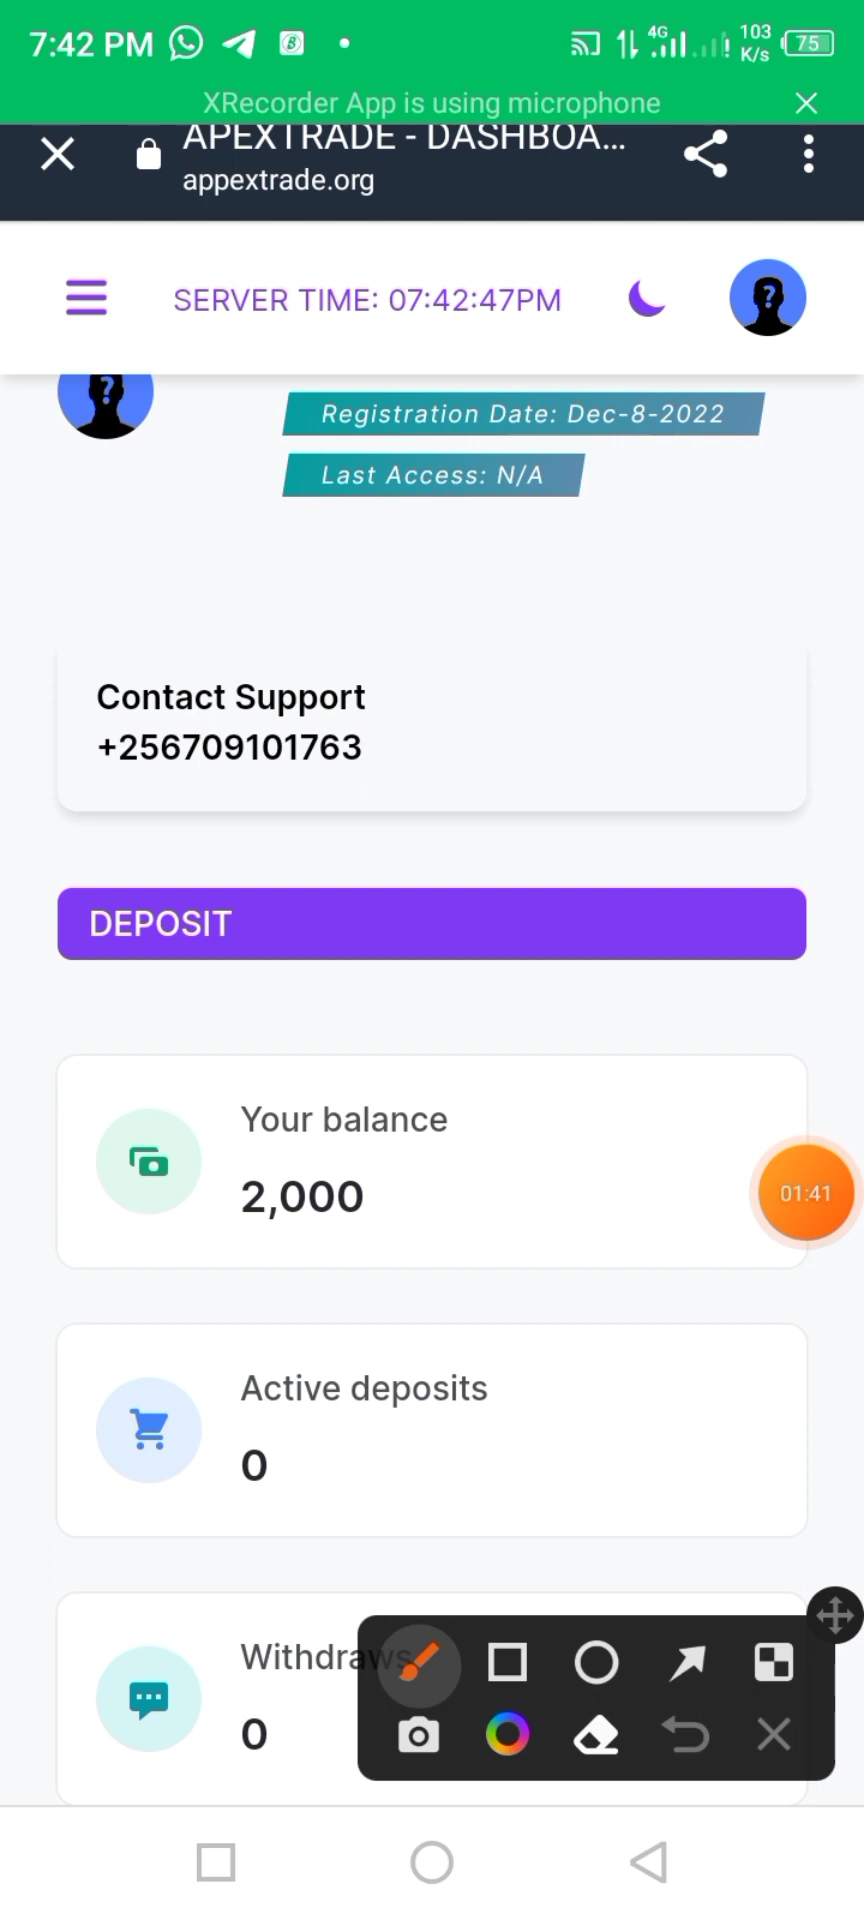 7:42 PM 4G 103 K/s 75
XRecorder App is using microphone
APEXTRADE - DASHBOA...
appextrade.org
SERVER TIME: 07:42:47PM
Registration Date: Dec-8-2022
Last Access: N/A
Contact Support
+256709101763
DEPOSIT
Your balance
2,000
01:41
Active deposits
0
Withdraws
0